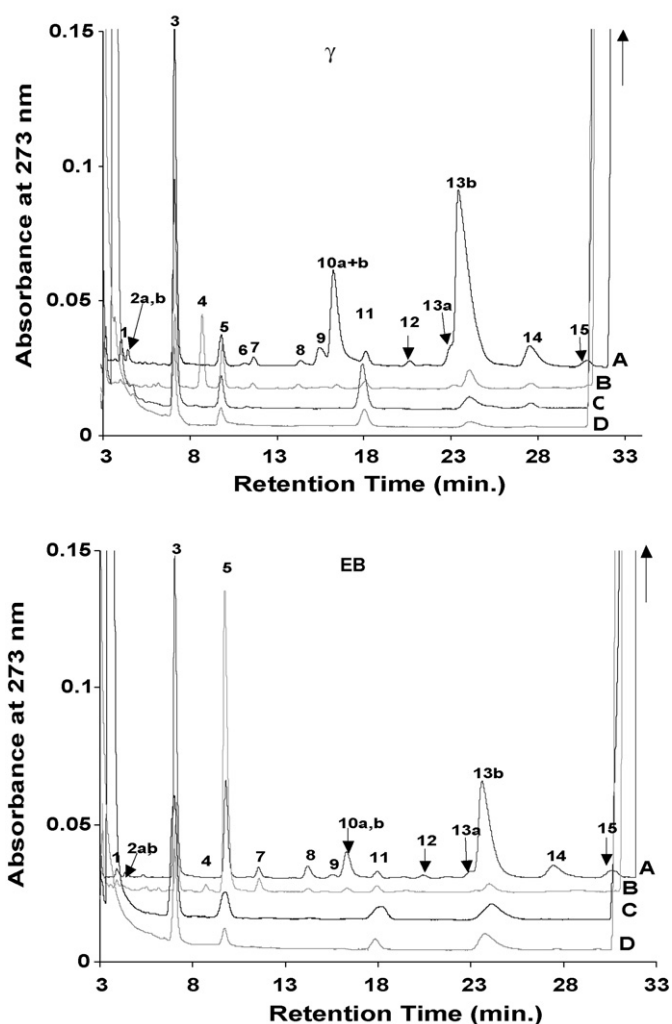 γ
0.15
0.1
0.05
0
Absorbance at 273 nm
3
1
2a,b
4
5
6
7
8
9
10a+b
11
12
13a
13b
14
15
A
B
C
D
3 8 13 18 23 28 33
Retention Time (min.)
EB
0.15
0.1
0.05
0
Absorbance at 273 nm
3
1
2ab
4
5
7
8
9
10a,b
11
12
13a
13b
14
15
A
B
C
D
3 8 13 18 23 28 33
Retention Time (min.)